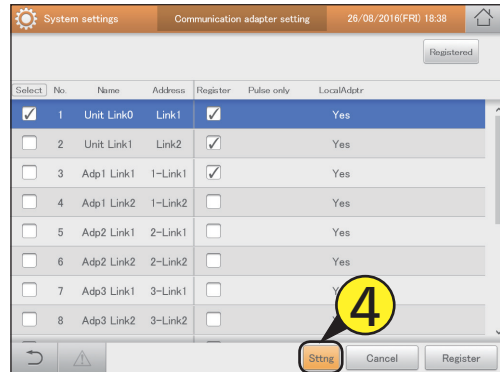 System settings Communication adapter setting 26/08/2016(FRI) 18:38
Registered
Select No. Name Address Register Pulse only LocalAdptr
1 Unit Link0 Link1 Yes
2 Unit Link1 Link2 Yes
3 Adp1 Link1 1-Link1 Yes
4 Adp1 Link2 1-Link2 Yes
5 Adp2 Link1 2-Link1 Yes
6 Adp2 Link2 2-Link2 Yes
7 Adp3 Link1 3-Link1
8 Adp3 Link2 3-Link2
4
Sttng Cancel Register